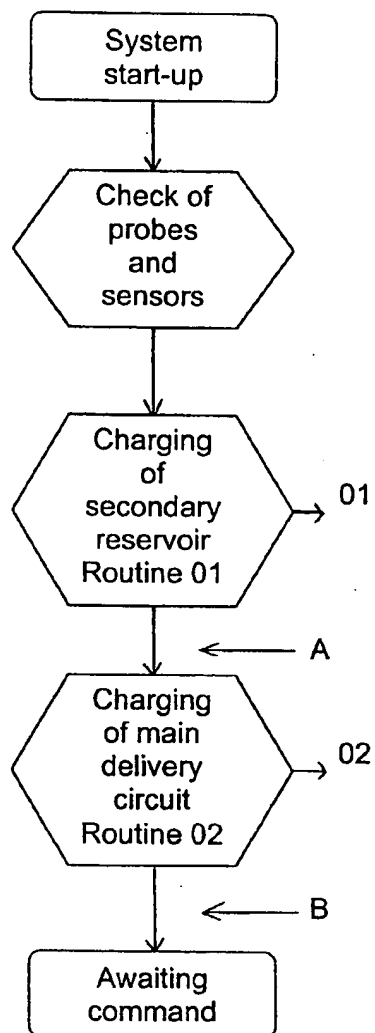 System
start-up
Check of
probes
and
sensors
Charging
of
secondary
reservoir
Routine 01
01
A
Charging
of main
delivery
circuit
Routine 02
02
B
Awaiting
command